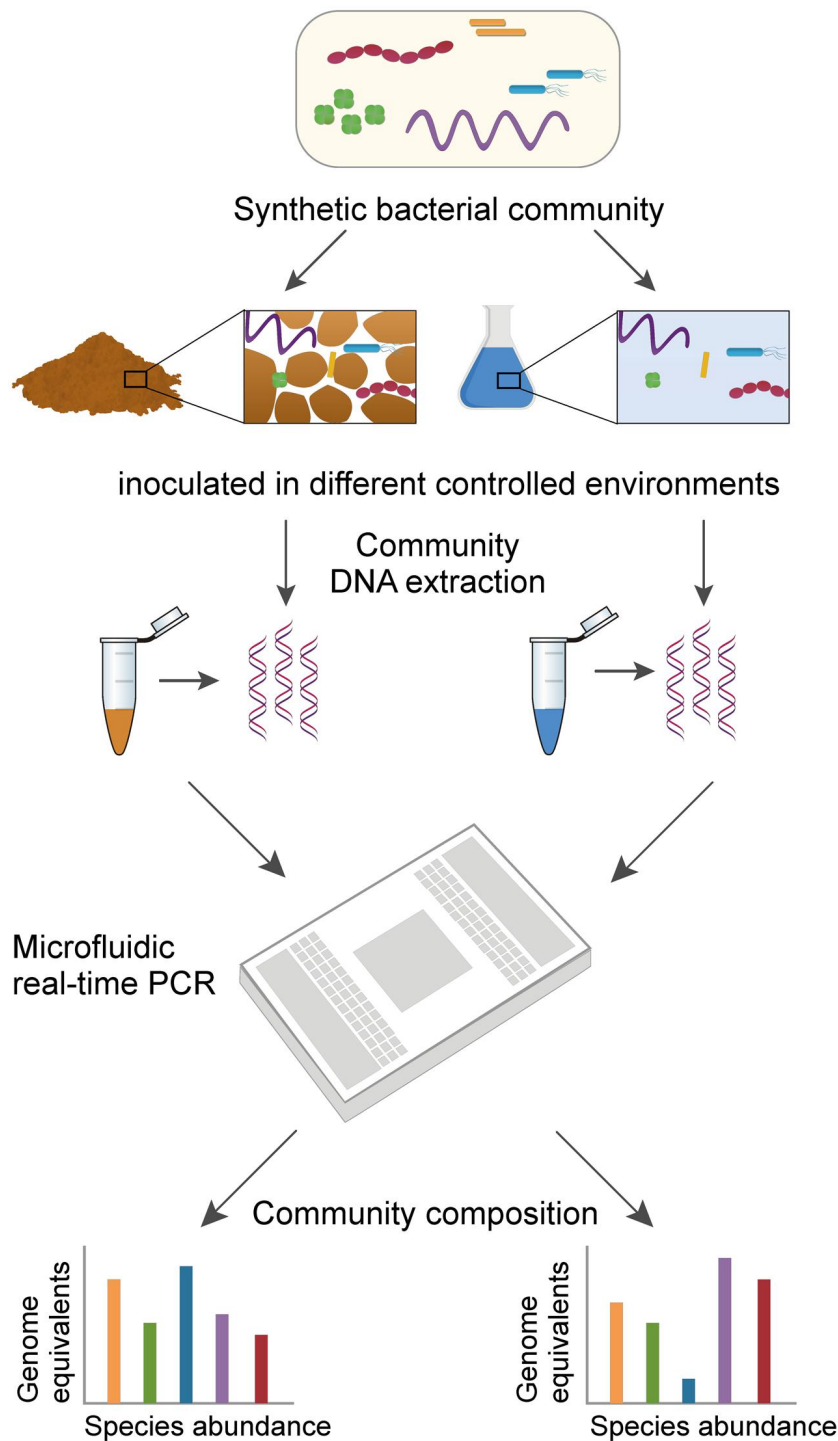 Synthetic bacterial community
inoculated in different controlled environments
Community
DNA extraction
Microfluidic
real-time PCR
Community composition
Genome
equivalents
Species abundance
Genome
equivalents
Species abundance